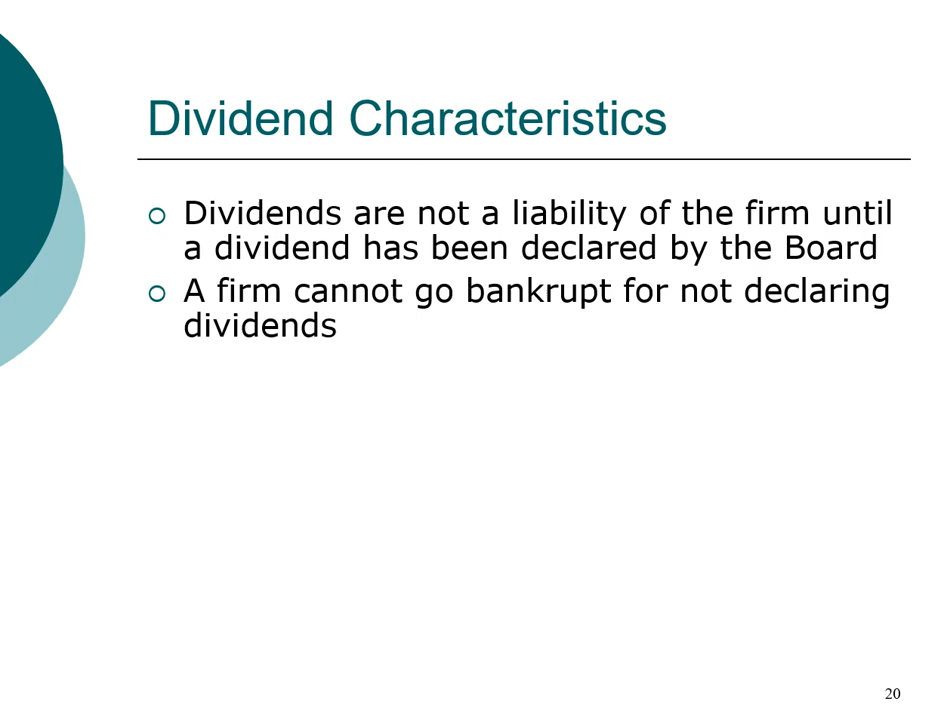 Dividend Characteristics
Dividends are not a liability of the firm until
a dividend has been declared by the Board
A firm cannot go bankrupt for not declaring
dividends
20